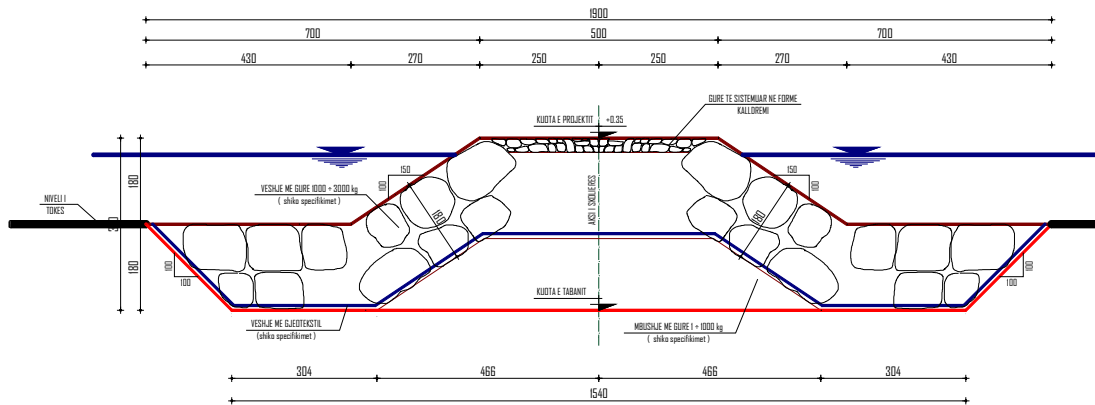 1900
700 500 700
430 270 250 250 270 430
GURE TE SISTEMUAR NE FORME
KALLDREMI
KUOTA E PROJEKTIT +0.35
150 150
100 100
180 180
VESHJE ME GURE 1000 ÷ 3000 kg
( shiko specifikimet )
NIVELI I
TOKES
AKSI I SKOLIERES
180 180
180
100 100
100 100
KUOTA E TABANIT
VESHJE ME GJEOTEKSTIL
(shiko specifikimet )
MBUSHJE ME GURE 1 ÷ 1000 kg
( shiko specifikimet )
304 466 466 304
1540